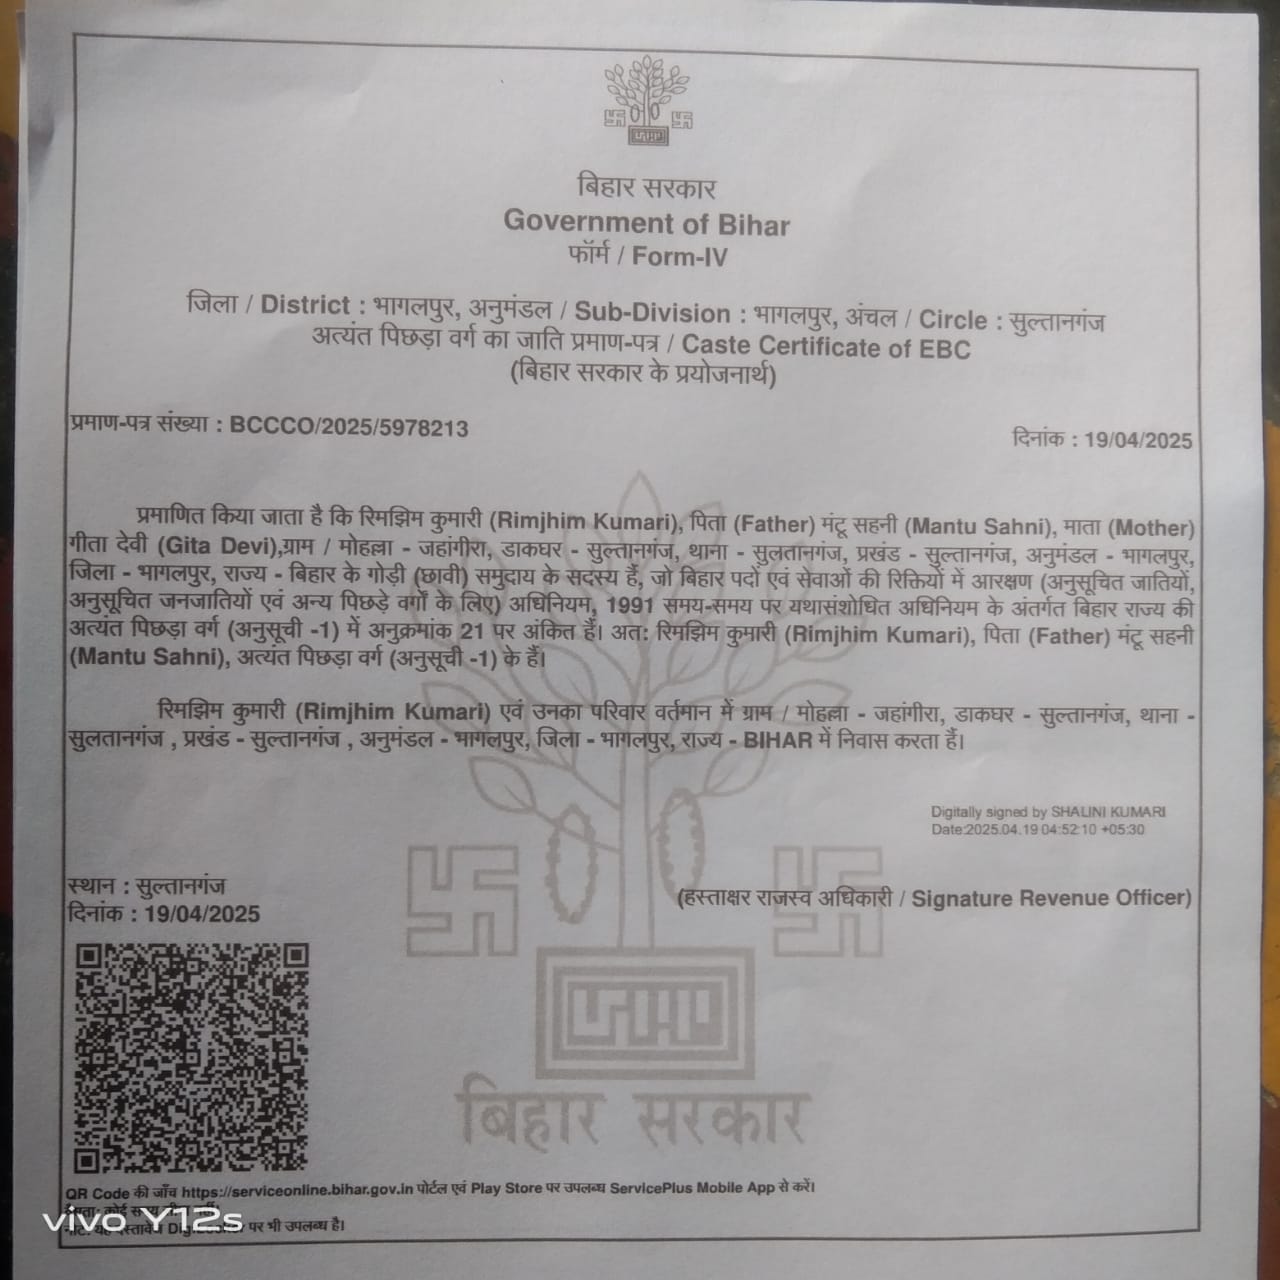 बिहार सरकार
Government of Bihar
फॉर्म / Form-IV
जिला / District : भागलपुर, अनुमंडल / Sub-Division : भागलपुर, अंचल / Circle : सुल्तानगंज
अत्यंत पिछड़ा वर्ग का जाति प्रमाण-पत्र / Caste Certificate of EBC
(बिहार सरकार के प्रयोजनार्थ)
प्रमाण-पत्र संख्या : BCCCO/2025/5978213
दिनांक : 19/04/2025
प्रमाणित किया जाता है कि रिमझिम कुमारी (Rimjhim Kumari), पिता (Father) मंटू सहनी (Mantu Sahni), माता (Mother)
गीता देवी (Gita Devi),ग्राम / मोहल्ला - जहांगीरा, डाकघर - सुल्तानगंज, थाना - सुलतानगंज, प्रखंड - सुल्तानगंज, अनुमंडल - भागलपुर,
जिला - भागलपुर, राज्य - बिहार के गोड़ी (छावी) समुदाय के सदस्य हैं, जो बिहार पदों एवं सेवाओं की रिक्तियों में आरक्षण (अनुसूचित जातियों,
अनुसूचित जनजातियों एवं अन्य पिछड़े वर्गों के लिए) अधिनियम, 1991 समय-समय पर यथासंशोधित अधिनियम के अंतर्गत बिहार राज्य की
अत्यंत पिछड़ा वर्ग (अनुसूची -1) में अनुक्रमांक 21 पर अंकित हैं। अत: रिमझिम कुमारी (Rimjhim Kumari), पिता (Father) मंटू सहनी
(Mantu Sahni), अत्यंत पिछड़ा वर्ग (अनुसूची -1) के हैं।
रिमझिम कुमारी (Rimjhim Kumari) एवं उनका परिवार वर्तमान में ग्राम / मोहल्ला - जहांगीरा, डाकघर - सुल्तानगंज, थाना -
सुलतानगंज , प्रखंड - सुल्तानगंज , अनुमंडल - भागलपुर, जिला - भागलपुर, राज्य - BIHAR में निवास करता हैं।
Digitally signed by SHALINI KUMARI
Date:2025.04.19 04:52:10 +05:30
स्थान : सुल्तानगंज
दिनांक : 19/04/2025
(हस्ताक्षर राजस्व अधिकारी / Signature Revenue Officer)
बिहार सरकार
QR Code की जाँच https://serviceonline.bihar.gov.in पोर्टल एवं Play Store पर उपलब्ध ServicePlus Mobile App से करें।
vivo Y12s
पर भी उपलब्ध है।